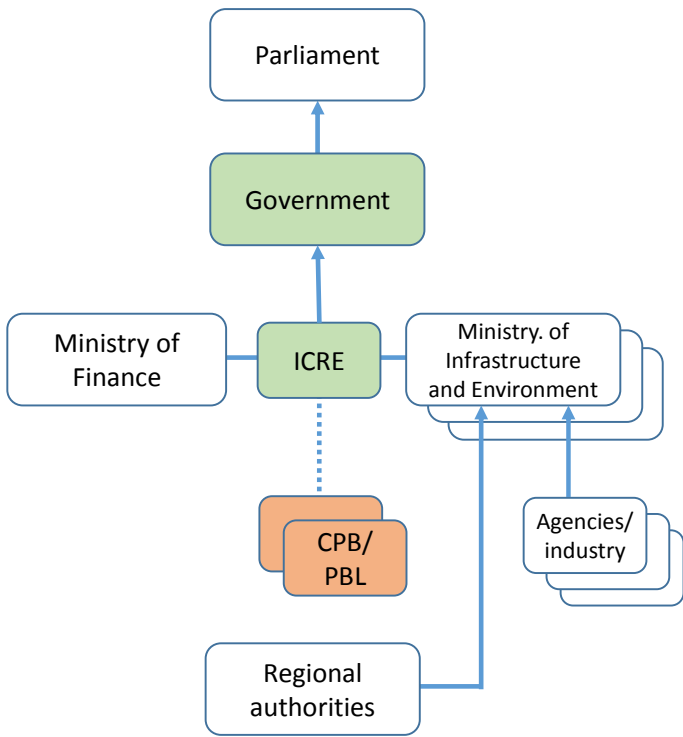 Parliament
Government
Ministry of
Finance
ICRE
Ministry. of
Infrastructure
and Environment
CPB/
PBL
Agencies/
industry
Regional
authorities